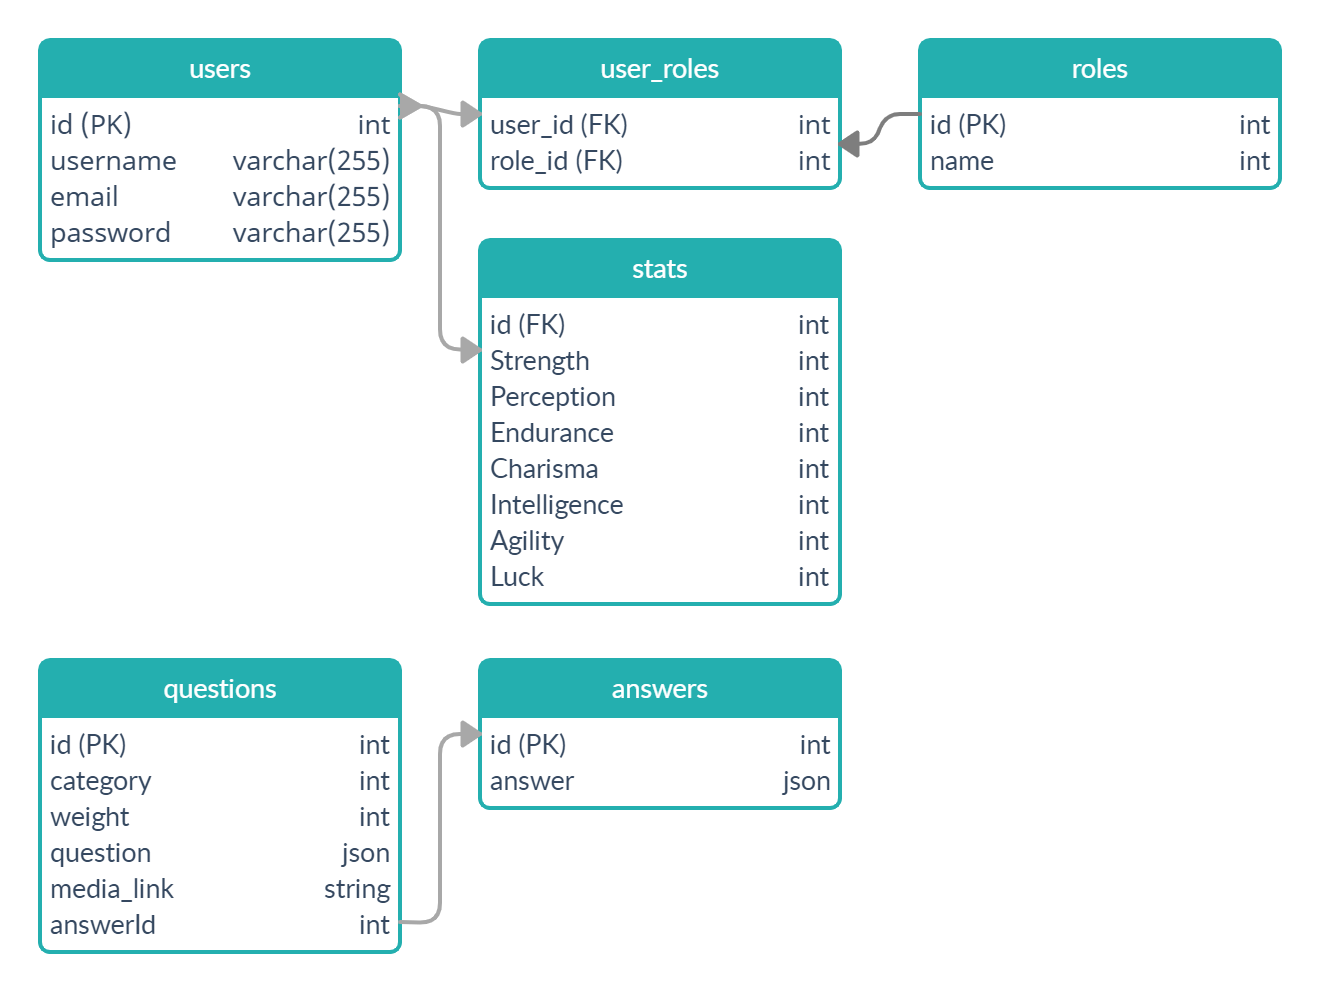 users
id (PK) int
username varchar(255)
email varchar(255)
password varchar(255)
user_roles
user_id (FK) int
role_id (FK) int
roles
id (PK) int
name int
stats
id (FK) int
Strength int
Perception int
Endurance int
Charisma int
Intelligence int
Agility int
Luck int
questions
id (PK) int
category int
weight int
question json
media_link string
answerId int
answers
id (PK) int
answer json